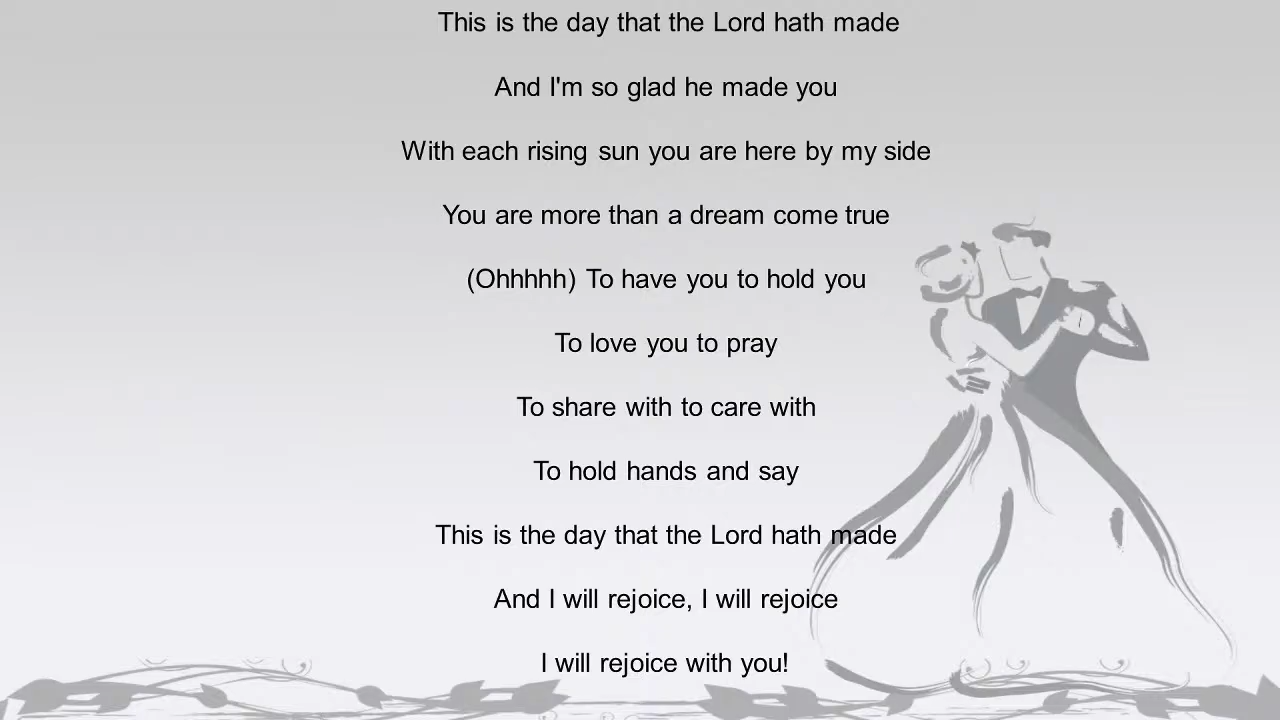 This is the day that the Lord hath made
And I'm so glad he made you
With each rising sun you are here by my side
You are more than a dream come true
(Ohhhhh) To have you to hold you
To love you to pray
To share with to care with
To hold hands and say
This is the day that the Lord hath made
And I will rejoice, I will rejoice
I will rejoice with you!